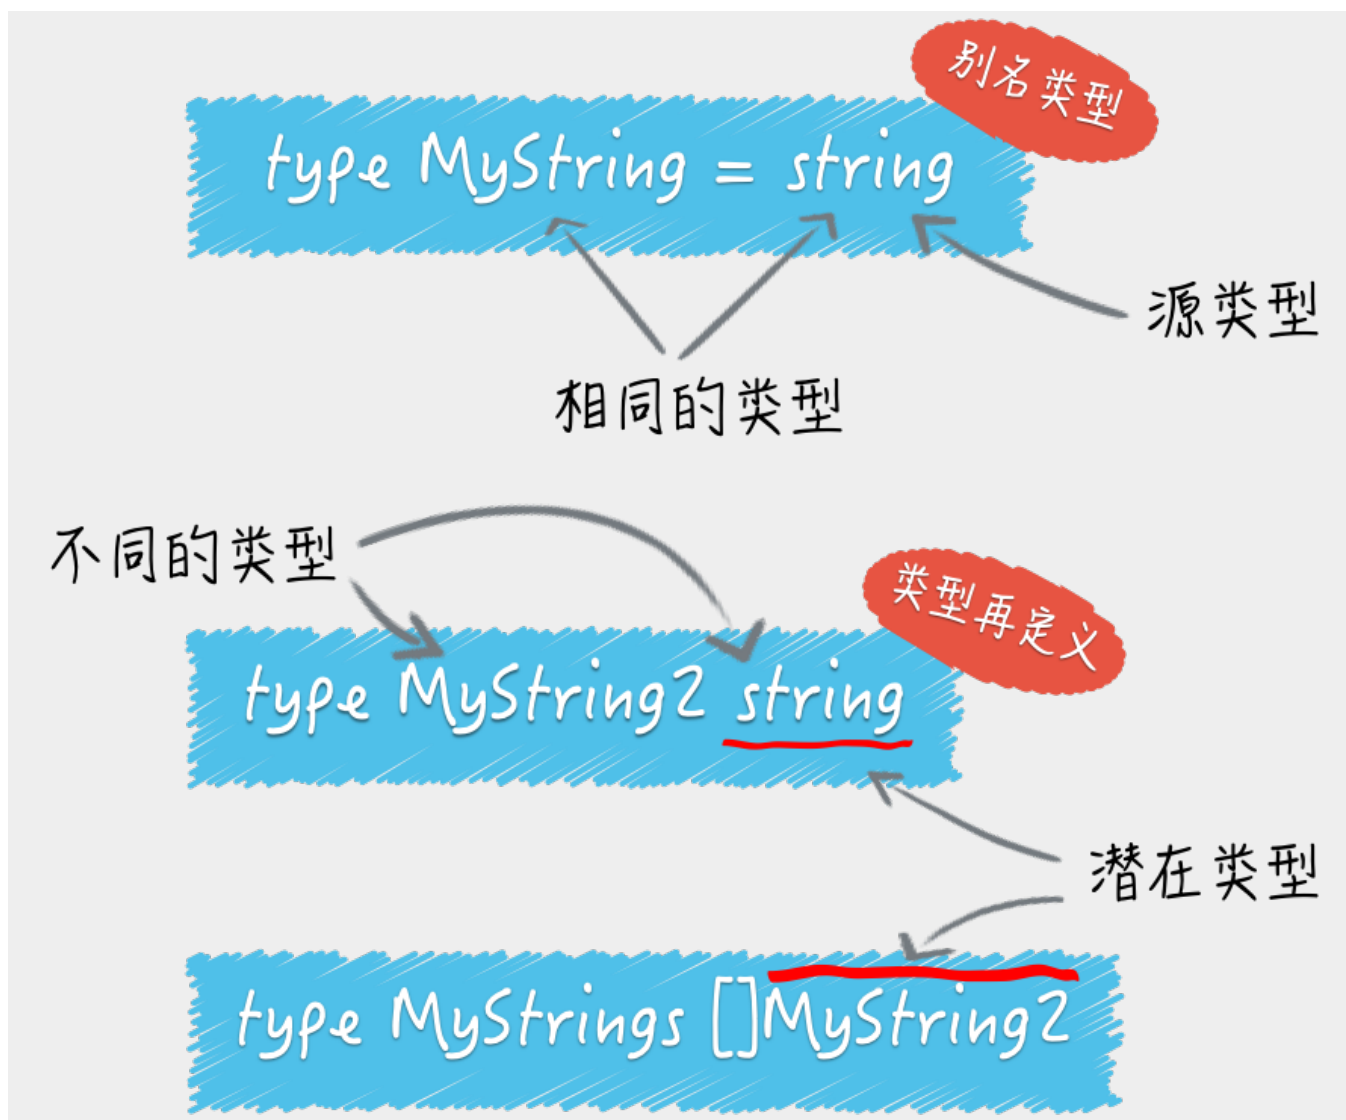 别名类型
type MyString = string
源类型
相同的类型
不同的类型
类型再定义
type MyString2 string
潜在类型
type MyStrings []MyString2